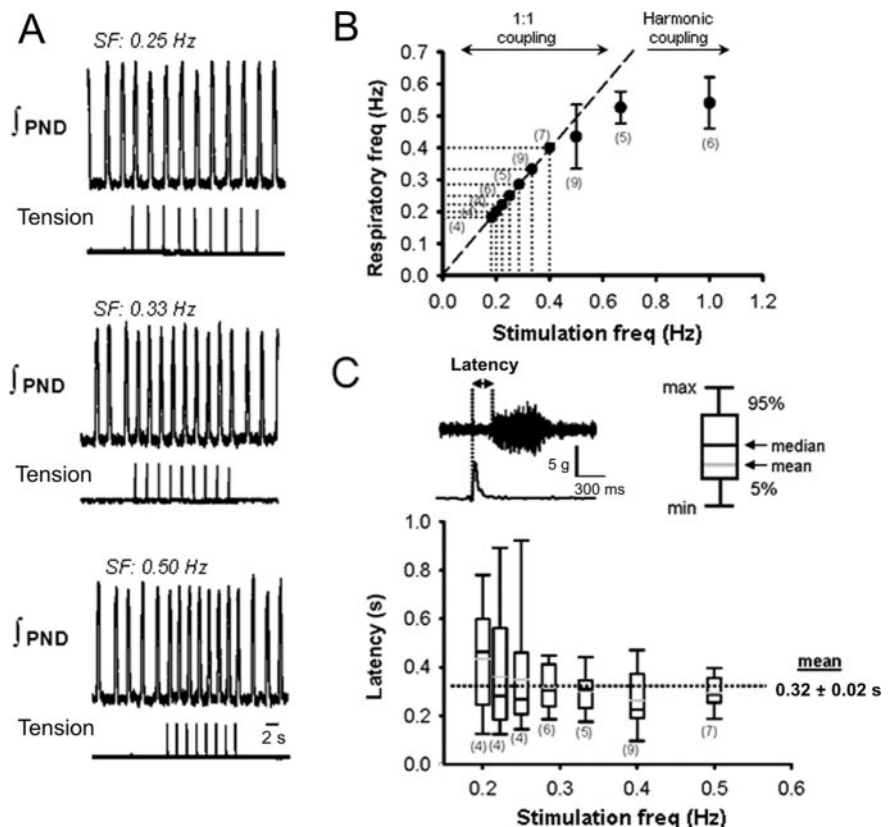 A
SF: 0.25 Hz
∫PND
Tension
SF: 0.33 Hz
∫PND
Tension
SF: 0.50 Hz
∫PND
Tension
2 s
B
1:1 coupling
Harmonic coupling
Respiratory freq (Hz)
0.7
0.6
0.5
0.4
0.3
0.2
0.1
0.0
(7)
(9)
(5)
(6)
(4)
(9)
(5)
(6)
0.0 0.2 0.4 0.6 0.8 1.0 1.2
Stimulation freq (Hz)
C
Latency
5 g
300 ms
max
95%
median
mean
5%
min
Latency (s)
1.0
0.8
0.6
0.4
0.2
0.0
(4) (4) (4) (6) (5) (9) (7)
mean
0.32 ± 0.02 s
0.2 0.3 0.4 0.5 0.6
Stimulation freq (Hz)